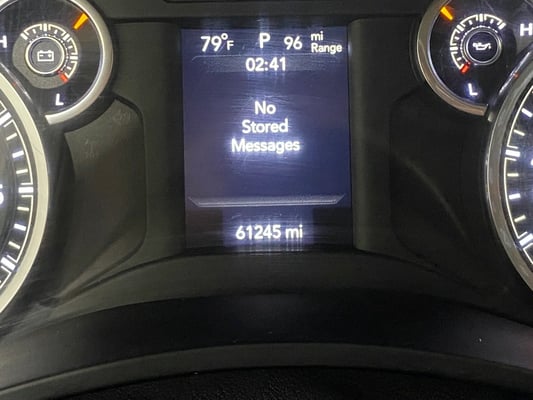 79°F P 96 mi
Range
02:41
No
Stored
Messages
61245 mi
H
L
H
L